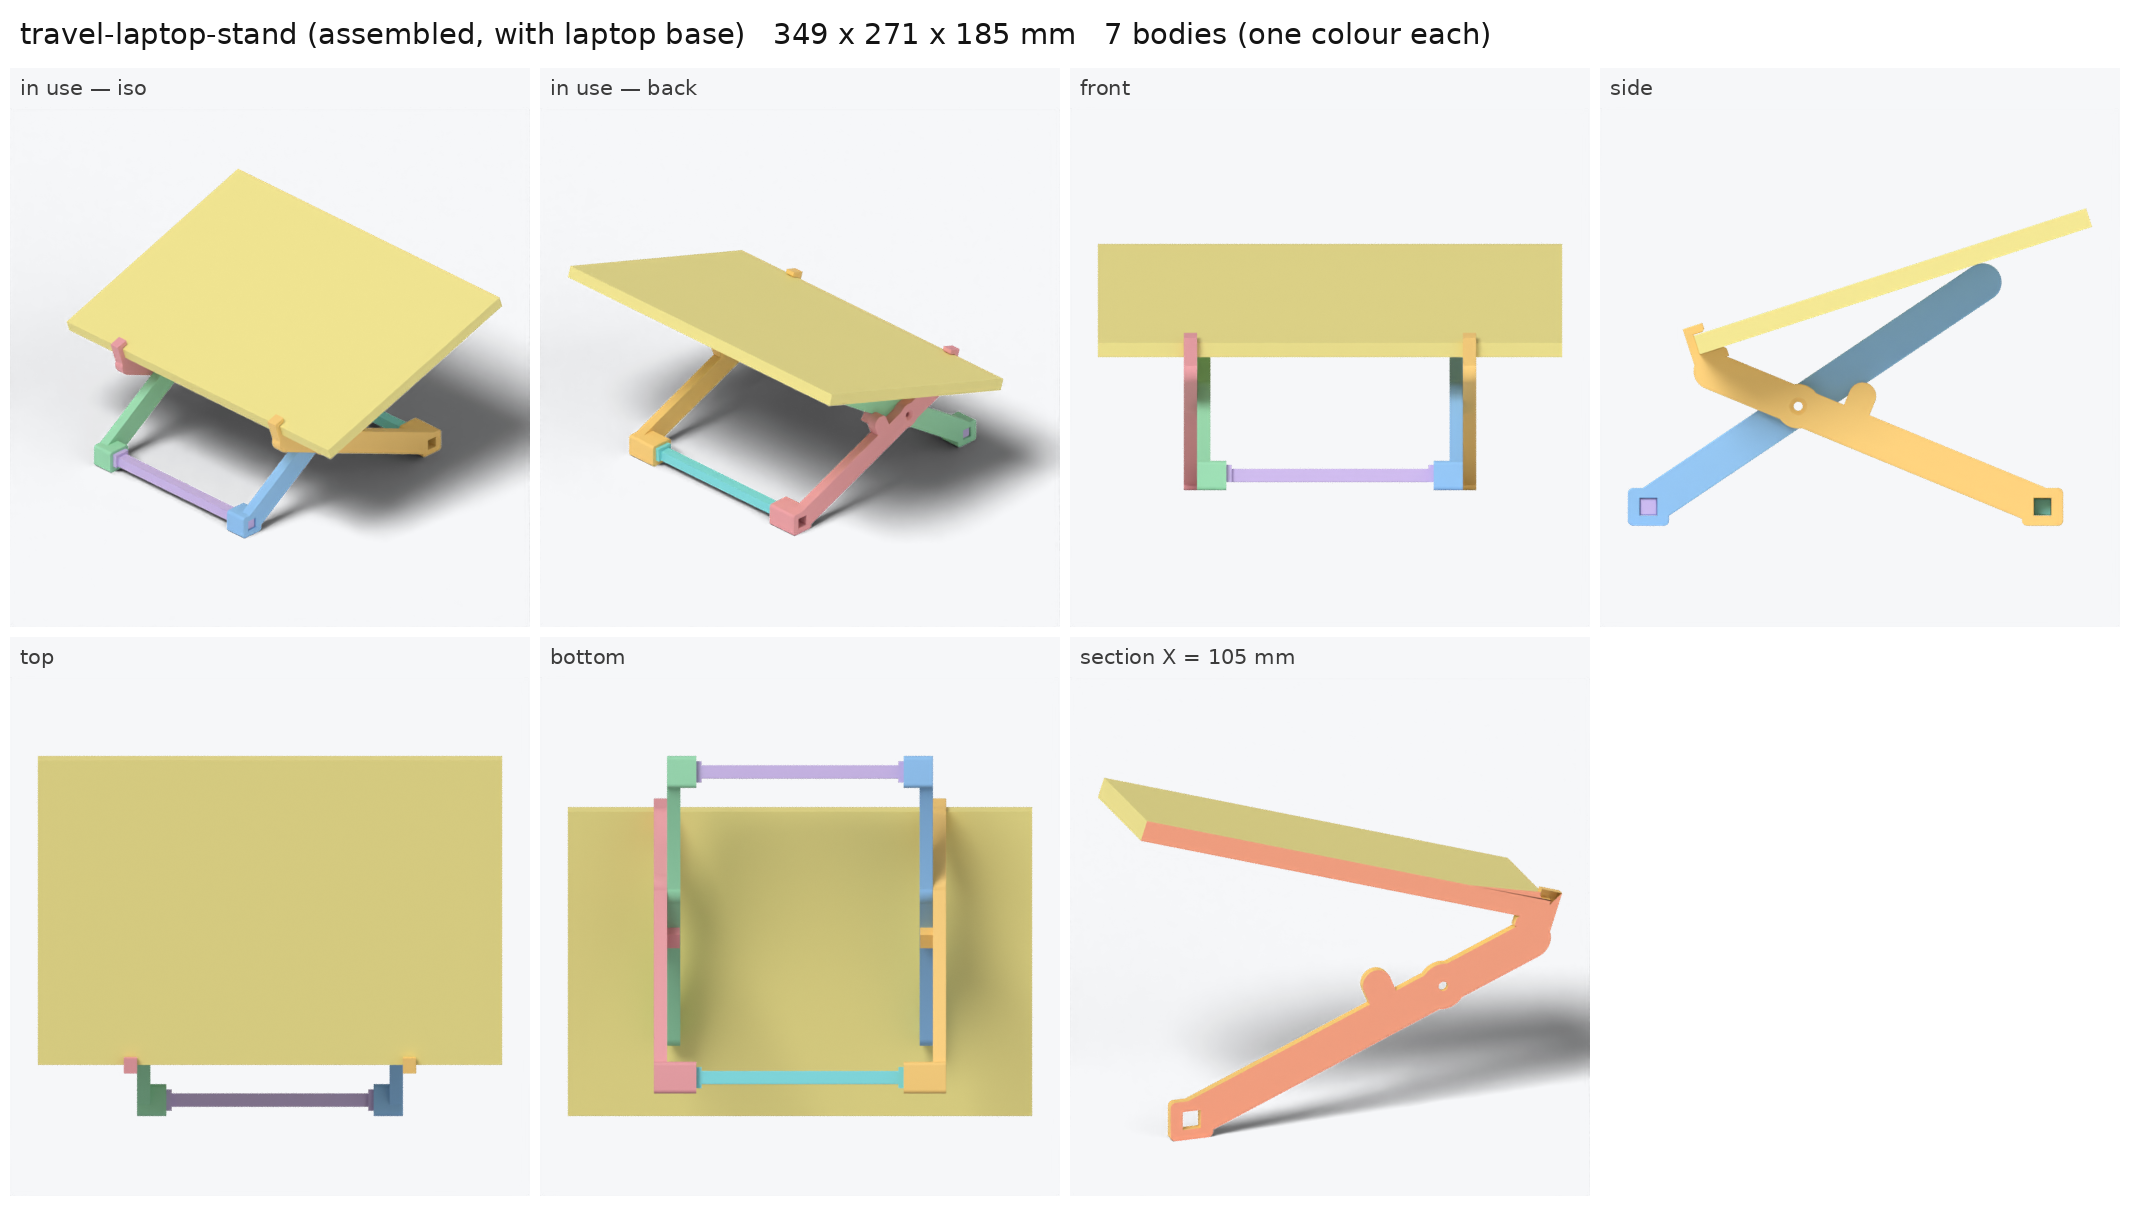 travel-laptop-stand (assembled, with laptop base)   349 x 271 x 185 mm   7 bodies (one colour each)
in use — iso
in use — back
front
side
top
bottom
section X = 105 mm